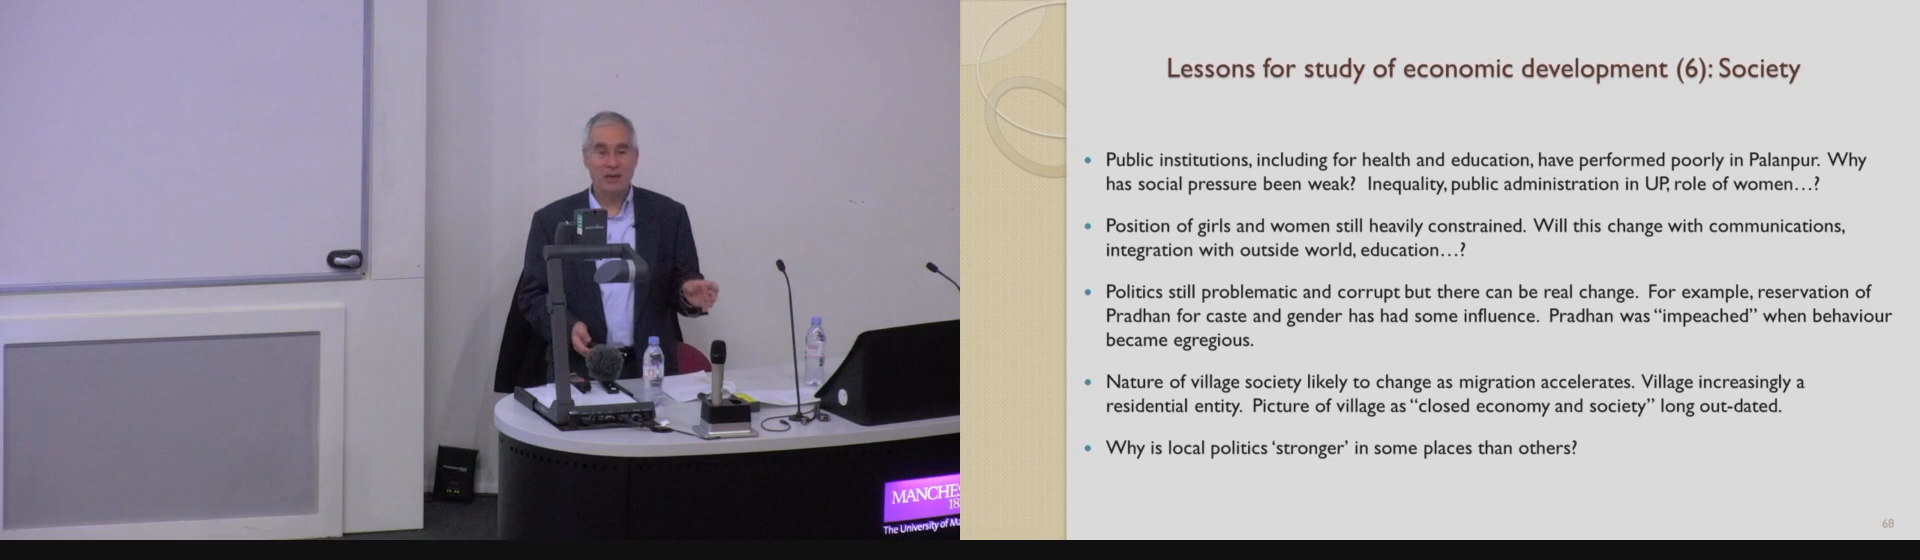 MANCHE
18
The University of Ma
Lessons for study of economic development (6): Society
• Public institutions, including for health and education, have performed poorly in Palanpur. Why
has social pressure been weak? Inequality, public administration in UP, role of women…?
• Position of girls and women still heavily constrained. Will this change with communications,
integration with outside world, education…?
• Politics still problematic and corrupt but there can be real change. For example, reservation of
Pradhan for caste and gender has had some influence. Pradhan was “impeached” when behaviour
became egregious.
• Nature of village society likely to change as migration accelerates. Village increasingly a
residential entity. Picture of village as “closed economy and society” long out-dated.
• Why is local politics ‘stronger’ in some places than others?
68